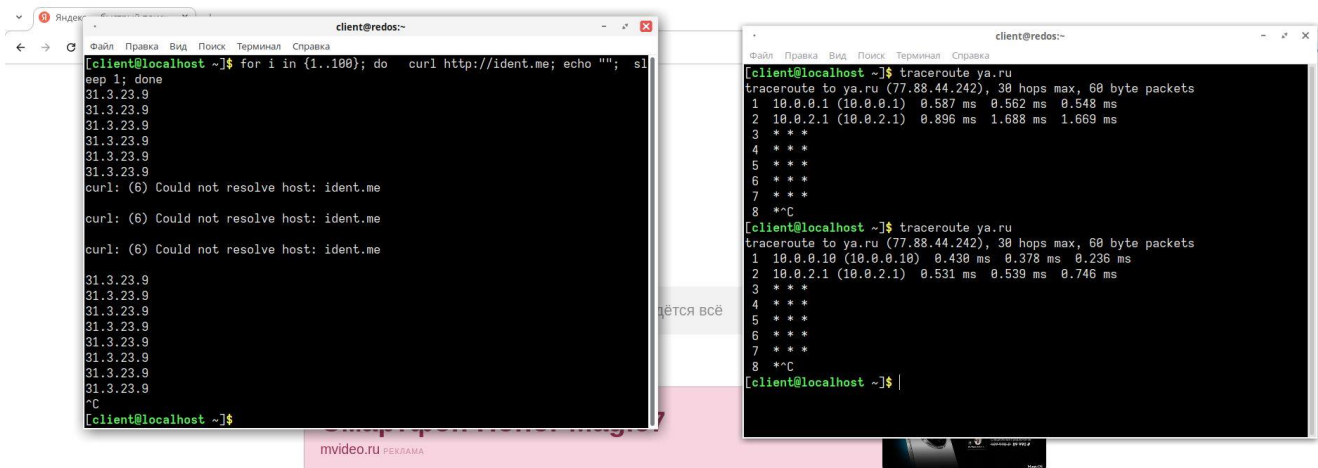 Яндекс
client@redos:~
Файл Правка Вид Поиск Терминал Справка
[client@localhost ~]$ for i in {1..100}; do   curl http://ident.me; echo "";  sl
eep 1; done
31.3.23.9
31.3.23.9
31.3.23.9
31.3.23.9
31.3.23.9
31.3.23.9
curl: (6) Could not resolve host: ident.me
curl: (6) Could not resolve host: ident.me
curl: (6) Could not resolve host: ident.me
31.3.23.9
31.3.23.9
31.3.23.9
31.3.23.9
31.3.23.9
31.3.23.9
31.3.23.9
31.3.23.9
^C
[client@localhost ~]$
client@redos:~
Файл Правка Вид Поиск Терминал Справка
[client@localhost ~]$ traceroute ya.ru
traceroute to ya.ru (77.88.44.242), 30 hops max, 60 byte packets
1  10.0.0.1 (10.0.0.1)  0.587 ms  0.562 ms  0.548 ms
2  10.0.2.1 (10.0.2.1)  0.896 ms  1.688 ms  1.669 ms
3  * * *
4  * * *
5  * * *
6  * * *
7  * * *
8  *^C
[client@localhost ~]$ traceroute ya.ru
traceroute to ya.ru (77.88.44.242), 30 hops max, 60 byte packets
1  10.0.0.10 (10.0.0.10)  0.430 ms  0.378 ms  0.236 ms
2  10.0.2.1 (10.0.2.1)  0.531 ms  0.539 ms  0.746 ms
3  * * *
4  * * *
5  * * *
6  * * *
7  * * *
8  *^C
[client@localhost ~]$
дётся всё
mvideo.ru РЕКЛАМА